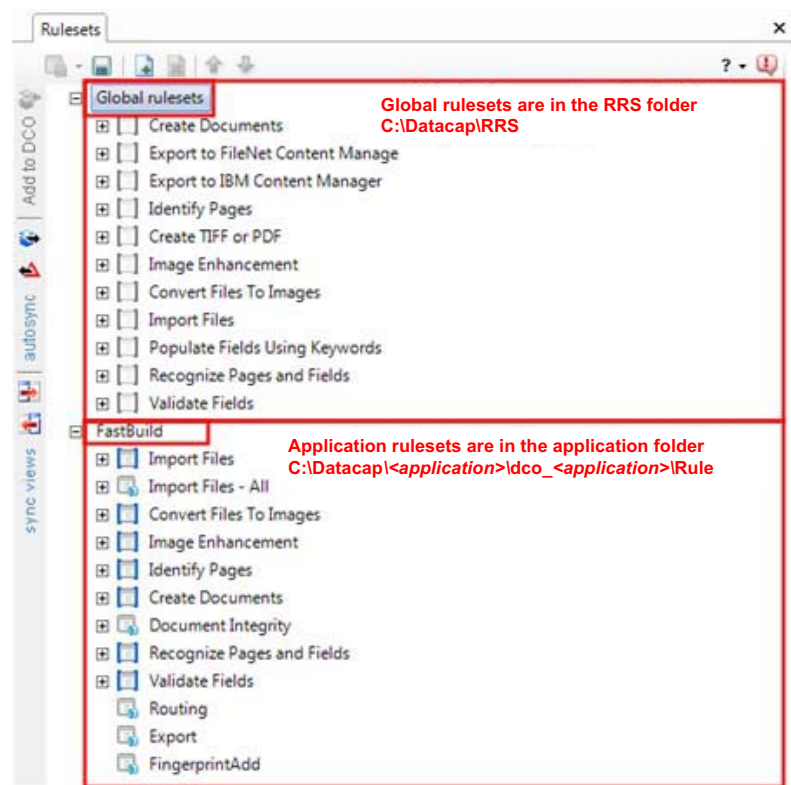 Rulesets
?
Add to DCO
autosync
sync views
Global rulesets
Global rulesets are in the RRS folder
C:\Datacap\RRS
Create Documents
Export to FileNet Content Manage
Export to IBM Content Manager
Identify Pages
Create TIFF or PDF
Image Enhancement
Convert Files To Images
Import Files
Populate Fields Using Keywords
Recognize Pages and Fields
Validate Fields
FastBuild
Application rulesets are in the application folder
C:\Datacap\<application>\dco_<application>\Rule
Import Files
Import Files - All
Convert Files To Images
Image Enhancement
Identify Pages
Create Documents
Document Integrity
Recognize Pages and Fields
Validate Fields
Routing
Export
FingerprintAdd